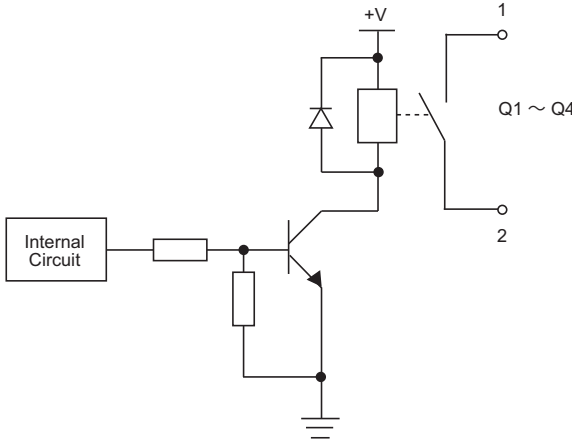 +V
1
Q1 ～ Q4
Internal
Circuit
2